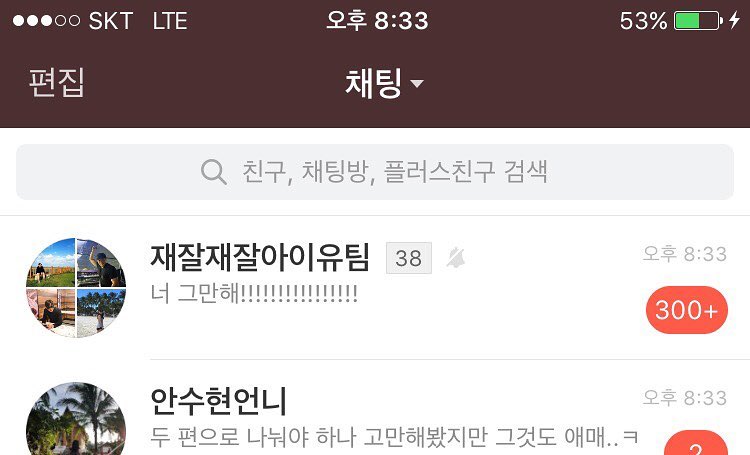 SKT LTE 오후 8:33 53%
편집 채팅
친구, 채팅방, 플러스친구 검색
재잘재잘아이유팀 38 오후 8:33
너 그만해!!!!!!!!!!!!!!!! 300+
안수현언니 오후 8:33
두 편으로 나눠야 하나 고만해봤지만 그것도 애매..ㅋ 2